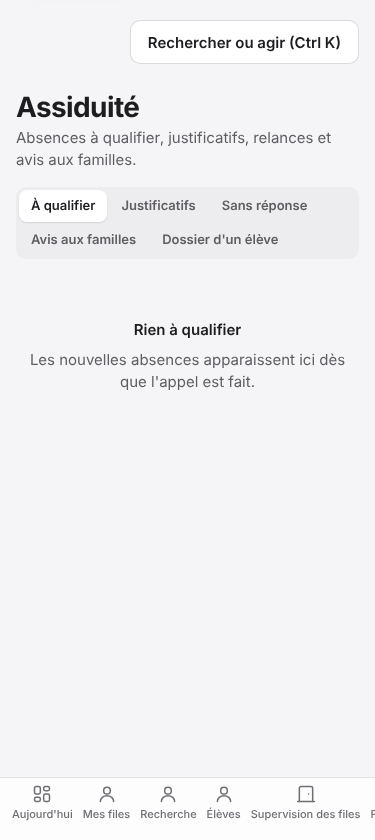 Rechercher ou agir (Ctrl K)
Assiduité
Absences à qualifier, justificatifs, relances et
avis aux familles.
À qualifier Justificatifs Sans réponse
Avis aux familles Dossier d'un élève
Rien à qualifier
Les nouvelles absences apparaissent ici dès
que l'appel est fait.
Aujourd'hui Mes files Recherche Élèves Supervision des files